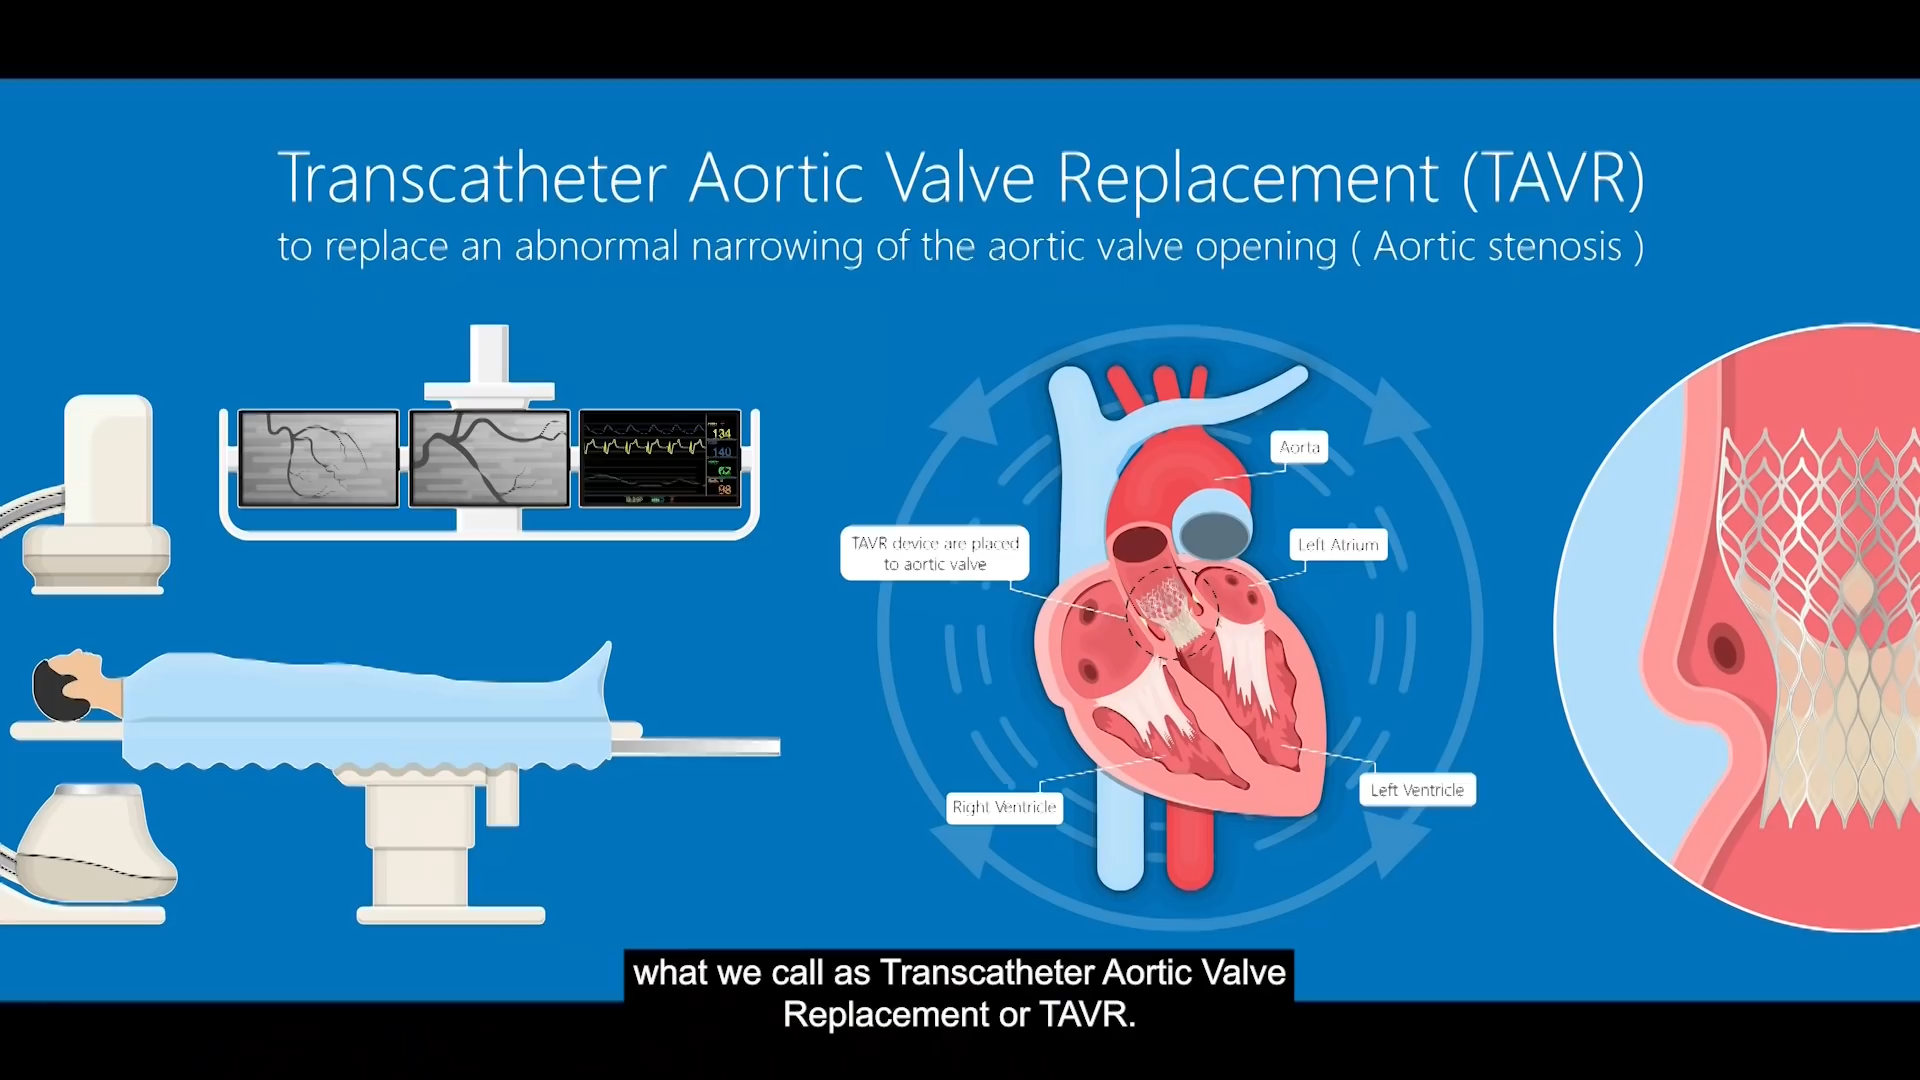 Transcatheter Aortic Valve Replacement (TAVR)
to replace an abnormal narrowing of the aortic valve opening ( Aortic stenosis )
134
140
62
98
Aorta
TAVR device are placed
to aortic valve
Left Atrium
Right Ventricle
Left Ventricle
what we call as Transcatheter Aortic Valve
Replacement or TAVR.